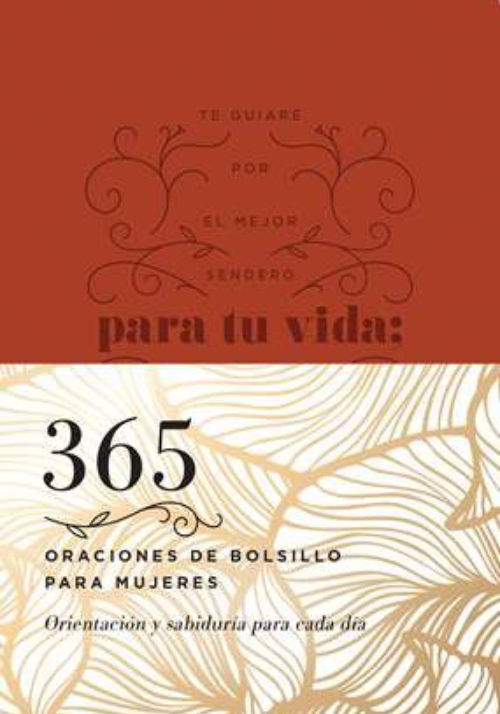 TE GUIARÉ
POR
EL MEJOR
SENDERO
para tu vida:
365
ORACIONES DE BOLSILLO
PARA MUJERES
Orientación y sabiduría para cada día